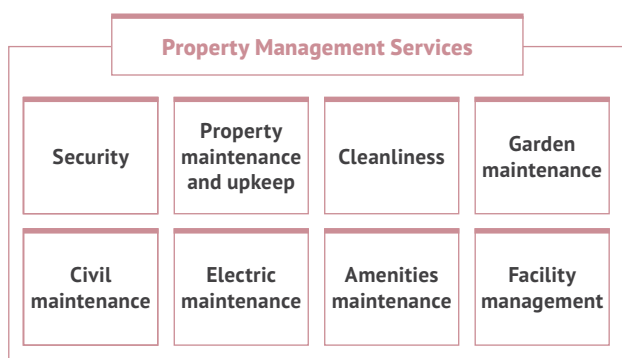 Property Management Services
Security
Property
maintenance
and upkeep
Cleanliness
Garden
maintenance
Civil
maintenance
Electric
maintenance
Amenities
maintenance
Facility
management